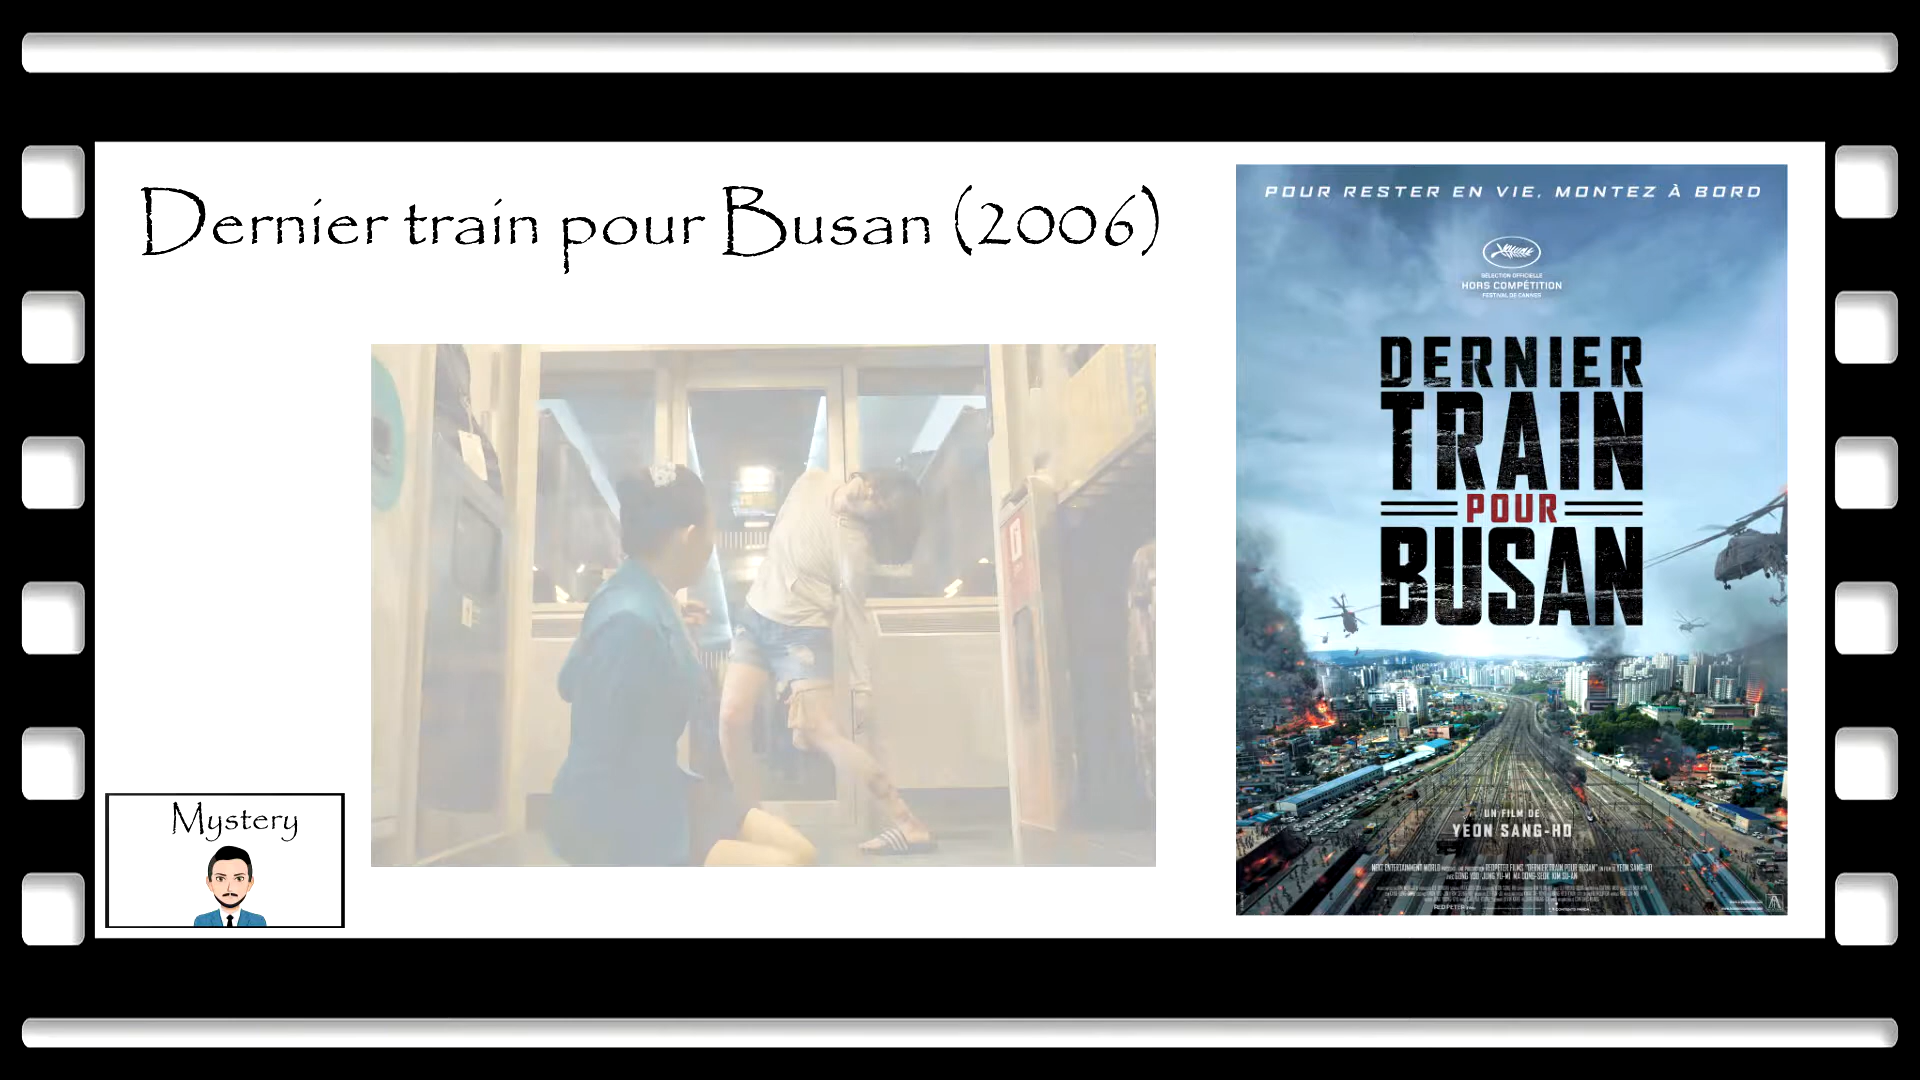 Dernier train pour Busan (2006)
POUR RESTER EN VIE, MONTEZ À BORD
SÉLECTION OFFICIELLE
HORS COMPÉTITION
FESTIVAL DE CANNES
DERNIER
TRAIN
POUR
BUSAN
UN FILM DE
YEON SANG-HO
Mystery